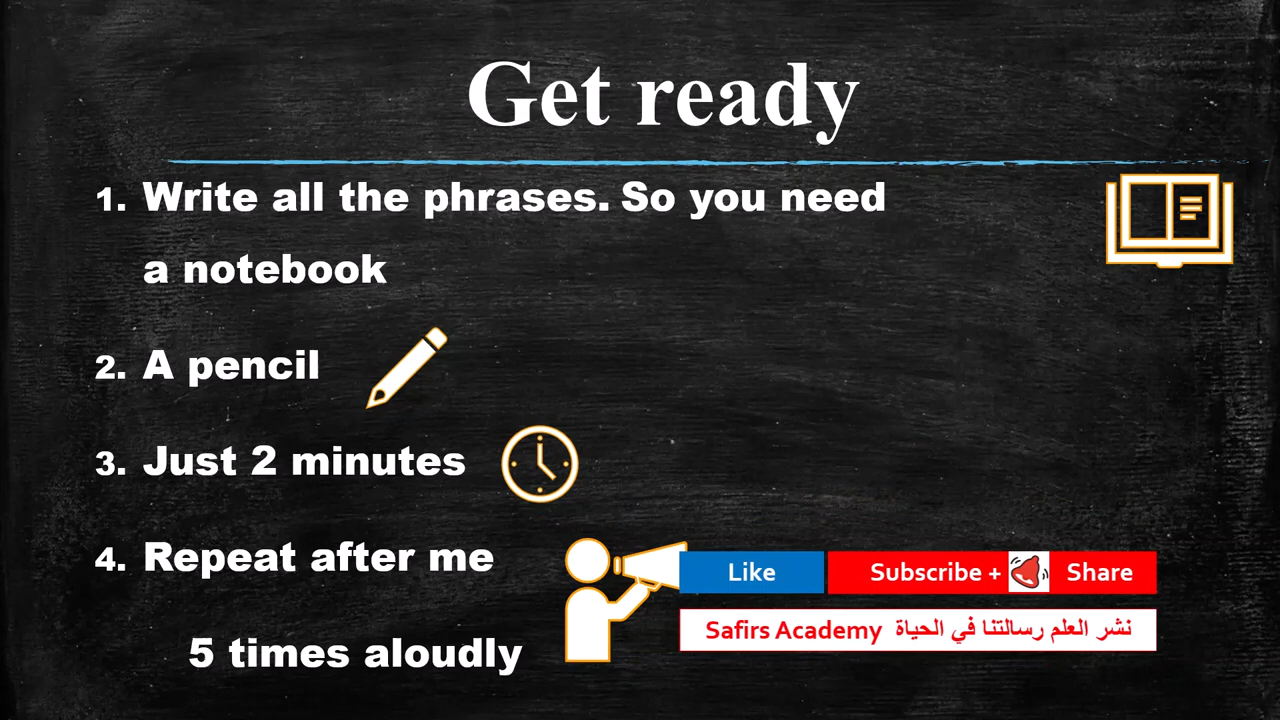 Get ready
1. Write all the phrases. So you need
a notebook
2. A pencil
3. Just 2 minutes
4. Repeat after me
5 times aloudly
Like Subscribe + Share
Safirs Academy نشر العلم رسالتنا في الحياة